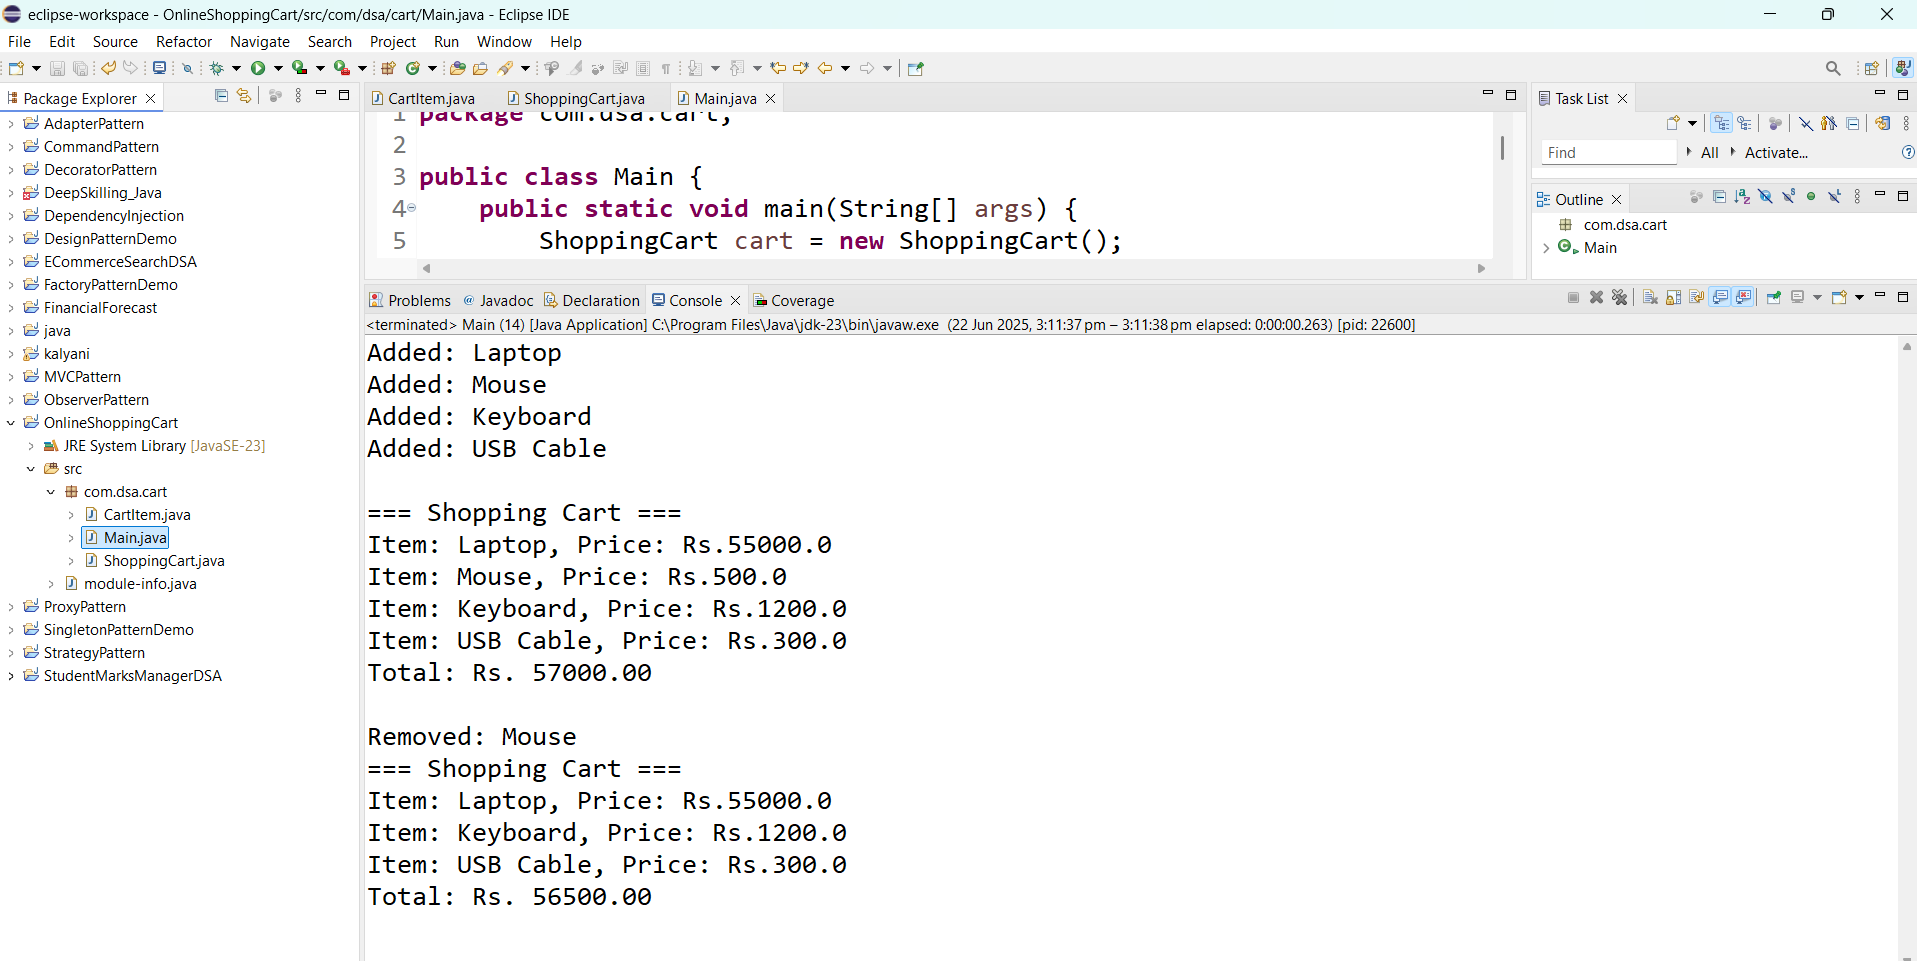 eclipse-workspace - OnlineShoppingCart/src/com/dsa/cart/Main.java - Eclipse IDE
File Edit Source Refactor Navigate Search Project Run Window Help
Package Explorer
AdapterPattern
CommandPattern
DecoratorPattern
DeepSkilling_Java
DependencyInjection
DesignPatternDemo
ECommerceSearchDSA
FactoryPatternDemo
FinancialForecast
java
kalyani
MVCPattern
ObserverPattern
OnlineShoppingCart
JRE System Library [JavaSE-23]
src
com.dsa.cart
CartItem.java
Main.java
ShoppingCart.java
module-info.java
ProxyPattern
SingletonPatternDemo
StrategyPattern
StudentMarksManagerDSA
CartItem.java ShoppingCart.java Main.java
1 package com.dsa.cart;
2
3 public class Main {
4 public static void main(String[] args) {
5 ShoppingCart cart = new ShoppingCart();
Problems @ Javadoc Declaration Console Coverage
<terminated> Main (14) [Java Application] C:\Program Files\Java\jdk-23\bin\javaw.exe (22 Jun 2025, 3:11:37 pm – 3:11:38 pm elapsed: 0:00:00.263) [pid: 22600]
Added: Laptop
Added: Mouse
Added: Keyboard
Added: USB Cable
=== Shopping Cart ===
Item: Laptop, Price: Rs.55000.0
Item: Mouse, Price: Rs.500.0
Item: Keyboard, Price: Rs.1200.0
Item: USB Cable, Price: Rs.300.0
Total: Rs. 57000.00
Removed: Mouse
=== Shopping Cart ===
Item: Laptop, Price: Rs.55000.0
Item: Keyboard, Price: Rs.1200.0
Item: USB Cable, Price: Rs.300.0
Total: Rs. 56500.00
Task List
Find All Activate...
Outline
com.dsa.cart
Main